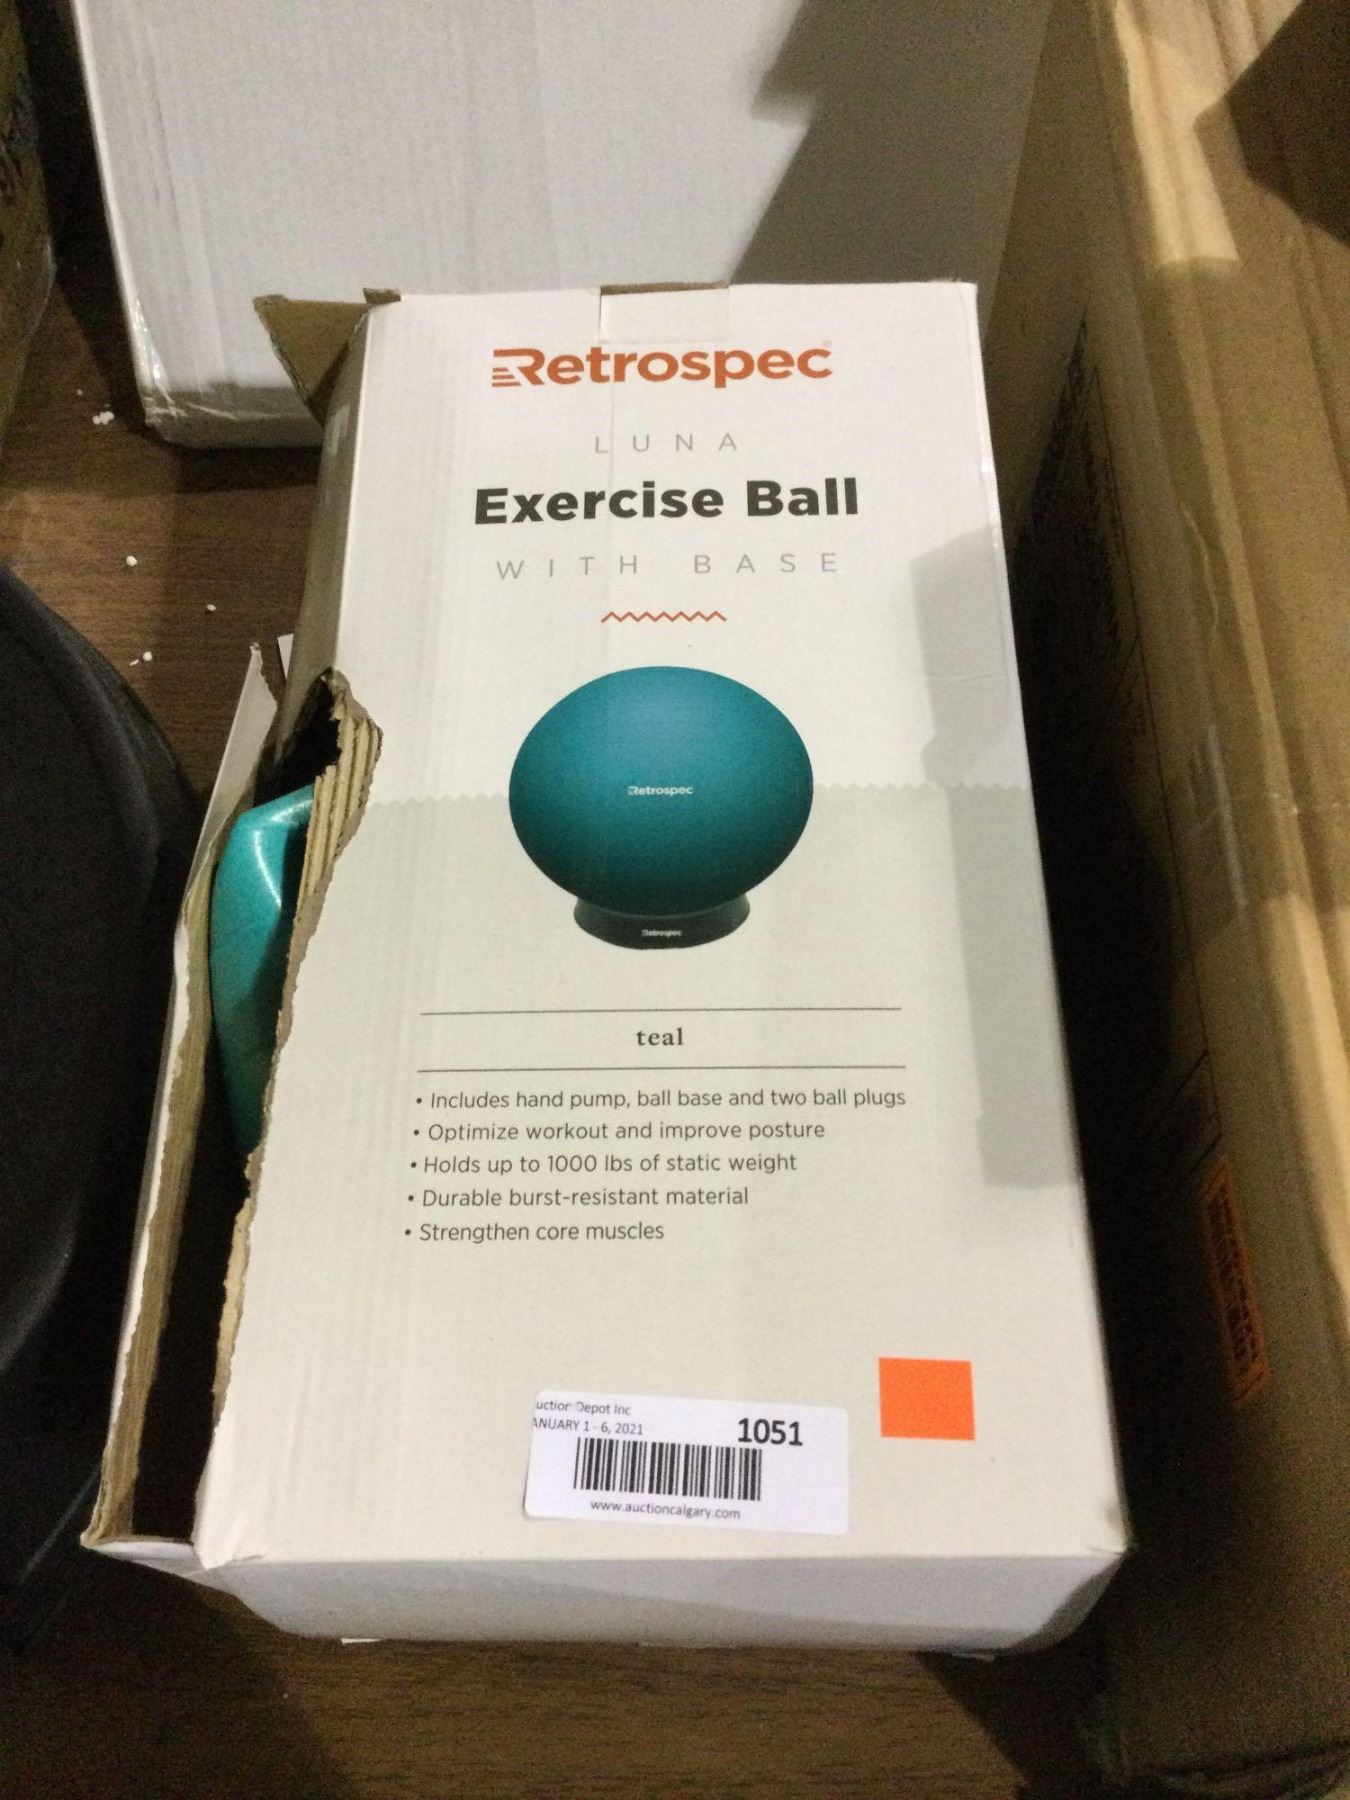 Retrospec
LUNA
Exercise Ball
WITH BASE
Retrospec
Retrospec
teal
• Includes hand pump, ball base and two ball plugs
• Optimize workout and improve posture
• Holds up to 1000 lbs of static weight
• Durable burst-resistant material
• Strengthen core muscles
uction Depot Inc
ANUARY 1 - 6, 2021
1051
www.auctioncalgary.com